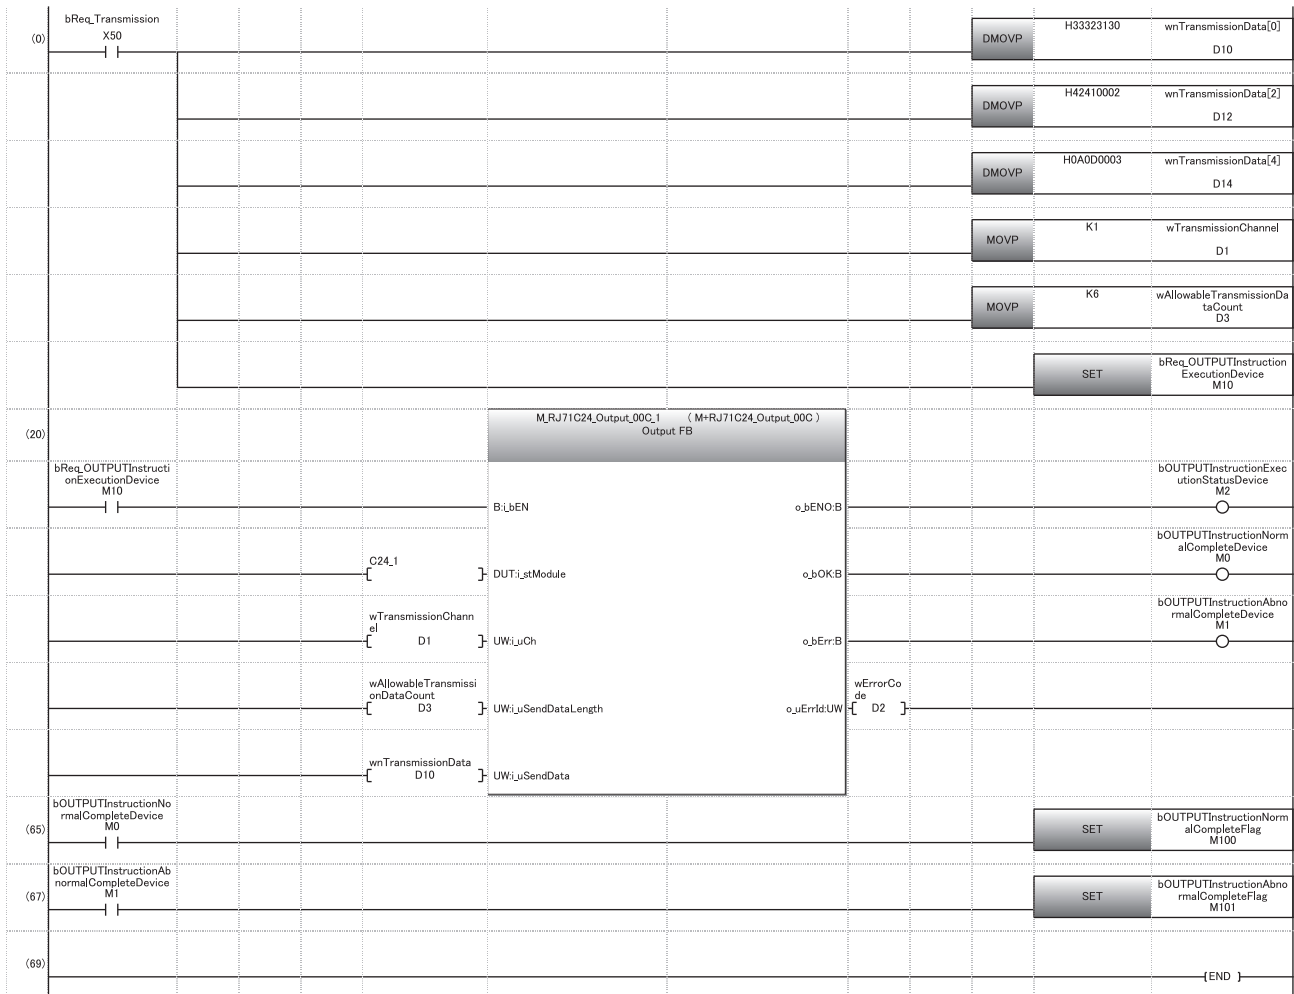 bReq_Transmission
X50
(0)
DMOVP
H33323130
wnTransmissionData[0]
D10
DMOVP
H42410002
wnTransmissionData[2]
D12
DMOVP
H0A0D0003
wnTransmissionData[4]
D14
MOVP
K1
wTransmissionChannel
D1
MOVP
K6
wAllowableTransmissionDa
taCount
D3
SET
bReq_OUTPUTInstruction
ExecutionDevice
M10
(20)
M_RJ71C24_Output_00C_1 ( M+RJ71C24_Output_00C )
Output FB
bReq_OUTPUTInstructi
onExecutionDevice
M10
B:i_bEN
o_bENO:B
bOUTPUTInstructionExec
utionStatusDevice
M2
C24_1
DUT:i_stModule
o_bOK:B
bOUTPUTInstructionNorm
alCompleteDevice
M0
wTransmissionChann
el
D1
UW:i_uCh
o_bErr:B
bOUTPUTInstructionAbno
rmalCompleteDevice
M1
wAllowableTransmissi
onDataCount
D3
UW:i_uSendDataLength
o_uErrId:UW
wErrorCo
de
D2
wnTransmissionData
D10
UW:i_uSendData
bOUTPUTInstructionNo
rmalCompleteDevice
M0
(65)
SET
bOUTPUTInstructionNorm
alCompleteFlag
M100
bOUTPUTInstructionAb
normalCompleteDevice
M1
(67)
SET
bOUTPUTInstructionAbno
rmalCompleteFlag
M101
(69)
END